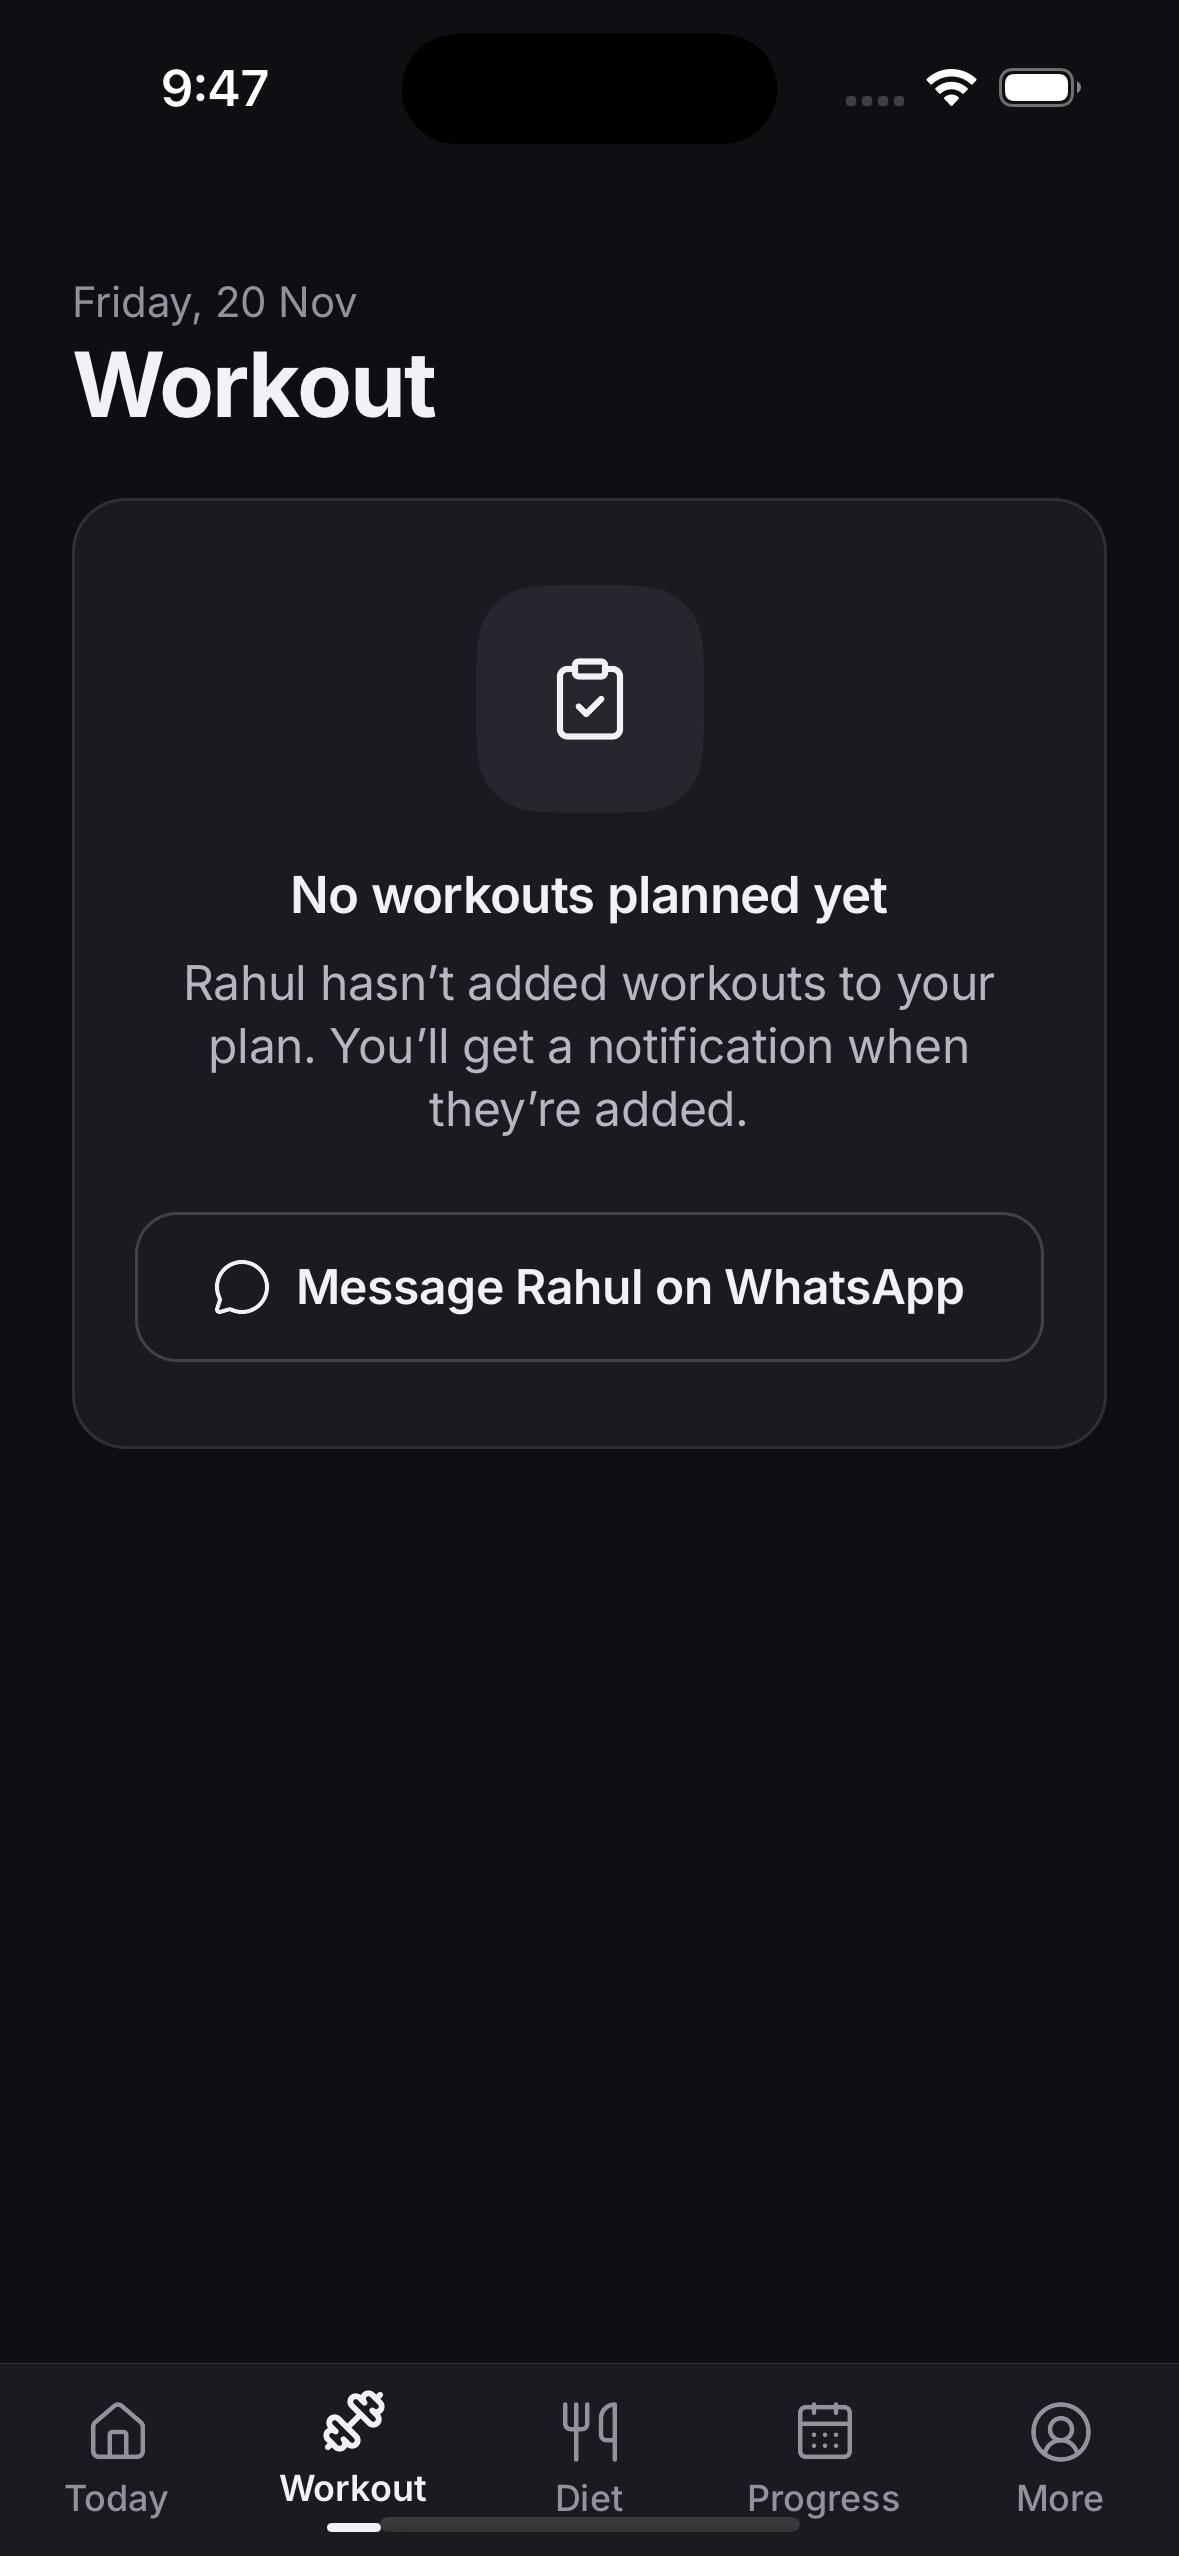 9:47
Friday, 20 Nov
Workout
No workouts planned yet
Rahul hasn’t added workouts to your
plan. You’ll get a notification when
they’re added.
Message Rahul on WhatsApp
Today
Workout
Diet
Progress
More